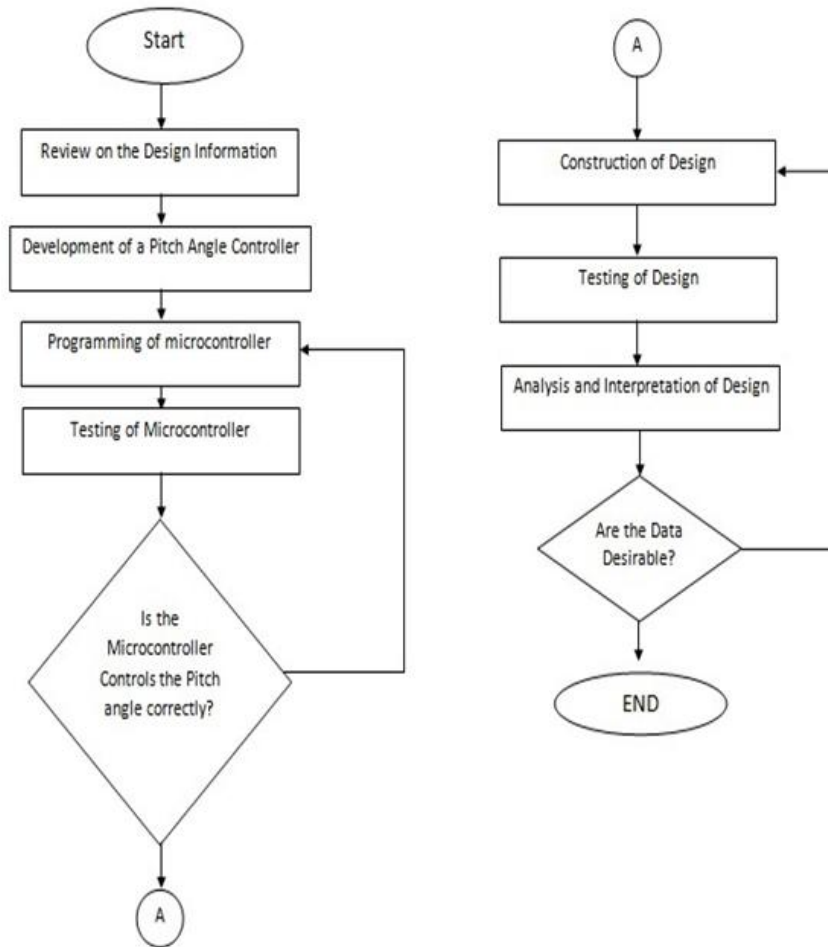 Start
Review on the Design Information
Development of a Pitch Angle Controller
Programming of microcontroller
Testing of Microcontroller
Is the
Microcontroller
Controls the Pitch
angle correctly?
A
A
Construction of Design
Testing of Design
Analysis and Interpretation of Design
Are the Data
Desirable?
END